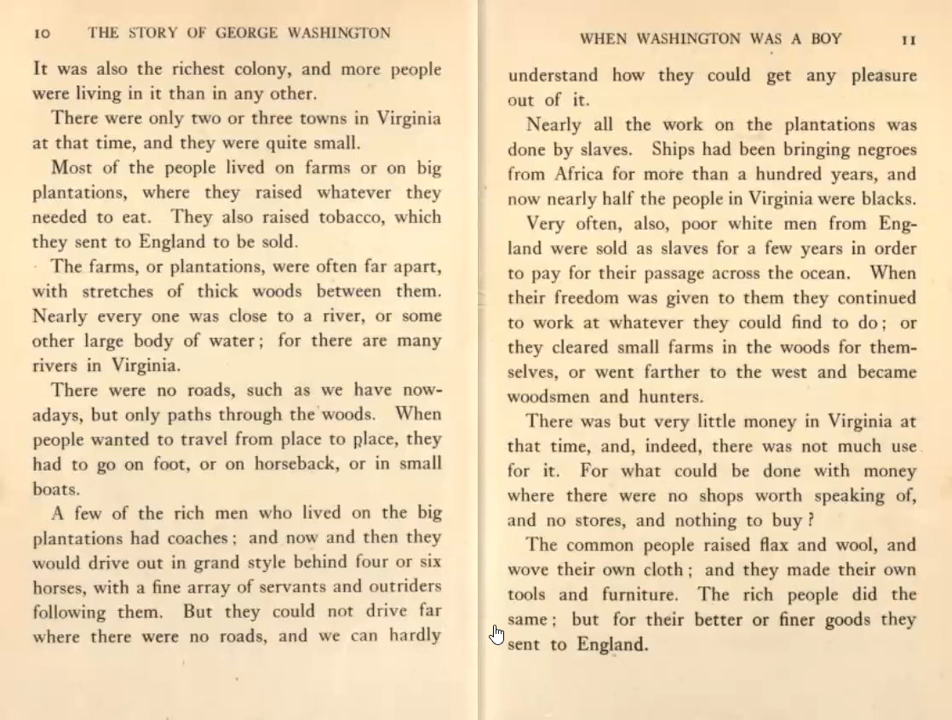 10 THE STORY OF GEORGE WASHINGTON
It was also the richest colony, and more people
were living in it than in any other.
There were only two or three towns in Virginia
at that time, and they were quite small.
Most of the people lived on farms or on big
plantations, where they raised whatever they
needed to eat. They also raised tobacco, which
they sent to England to be sold.
The farms, or plantations, were often far apart,
with stretches of thick woods between them.
Nearly every one was close to a river, or some
other large body of water; for there are many
rivers in Virginia.
There were no roads, such as we have now-
adays, but only paths through the woods. When
people wanted to travel from place to place, they
had to go on foot, or on horseback, or in small
boats.
A few of the rich men who lived on the big
plantations had coaches; and now and then they
would drive out in grand style behind four or six
horses, with a fine array of servants and outriders
following them. But they could not drive far
where there were no roads, and we can hardly
WHEN WASHINGTON WAS A BOY 11
understand how they could get any pleasure
out of it.
Nearly all the work on the plantations was
done by slaves. Ships had been bringing negroes
from Africa for more than a hundred years, and
now nearly half the people in Virginia were blacks.
Very often, also, poor white men from Eng-
land were sold as slaves for a few years in order
to pay for their passage across the ocean. When
their freedom was given to them they continued
to work at whatever they could find to do; or
they cleared small farms in the woods for them-
selves, or went farther to the west and became
woodsmen and hunters.
There was but very little money in Virginia at
that time, and, indeed, there was not much use
for it. For what could be done with money
where there were no shops worth speaking of,
and no stores, and nothing to buy?
The common people raised flax and wool, and
wove their own cloth; and they made their own
tools and furniture. The rich people did the
same; but for their better or finer goods they
sent to England.